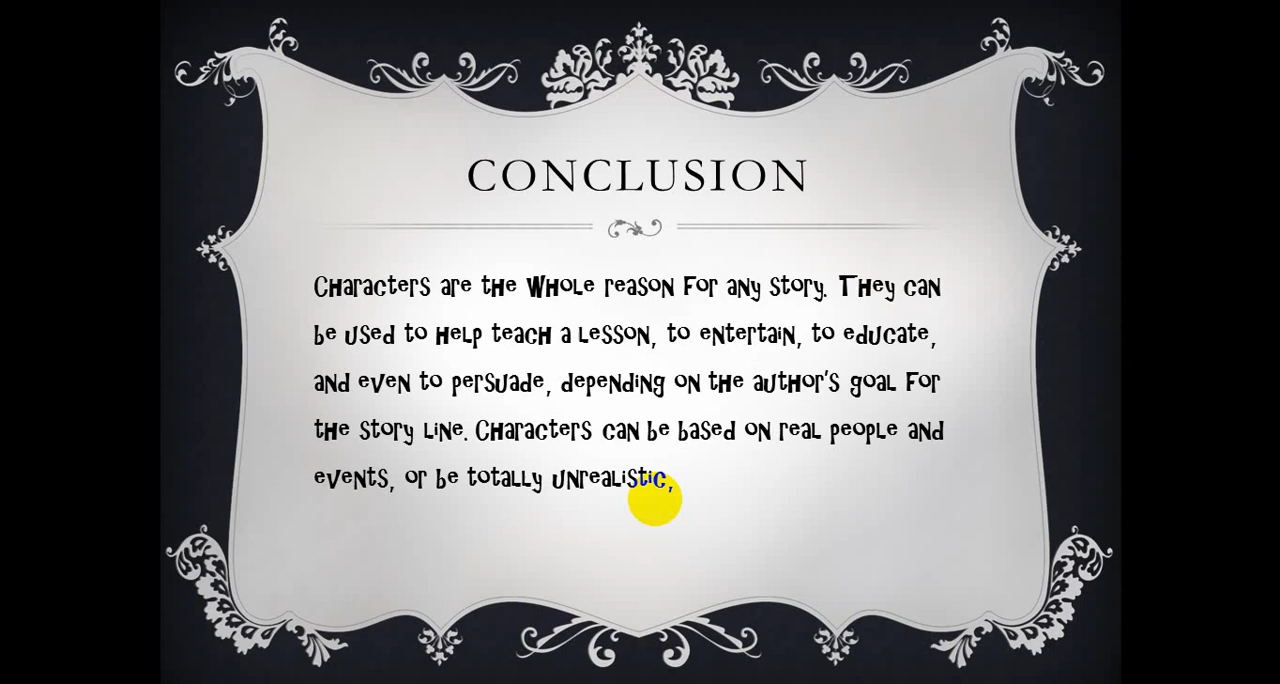 CONCLUSION
Characters are the whole reason for any story. They can
be used to help teach a lesson, to entertain, to educate,
and even to persuade, depending on the author's goal for
the story line. Characters can be based on real people and
events, or be totally unrealistic,